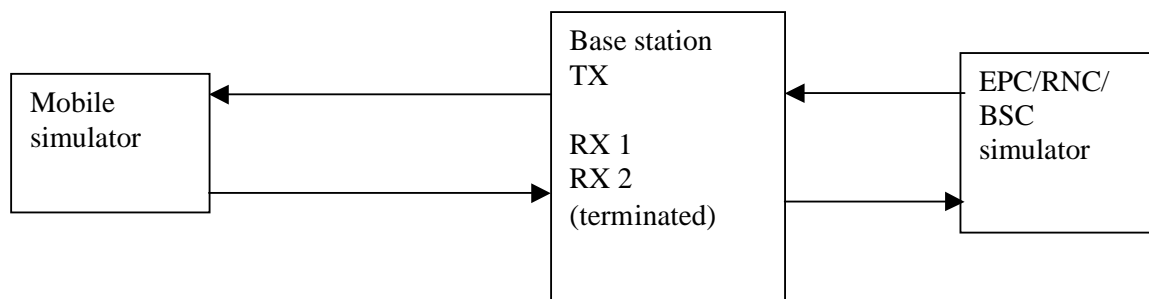 Mobile
simulator
Base station
TX
RX 1
RX 2
(terminated)
EPC/RNC/
BSC
simulator